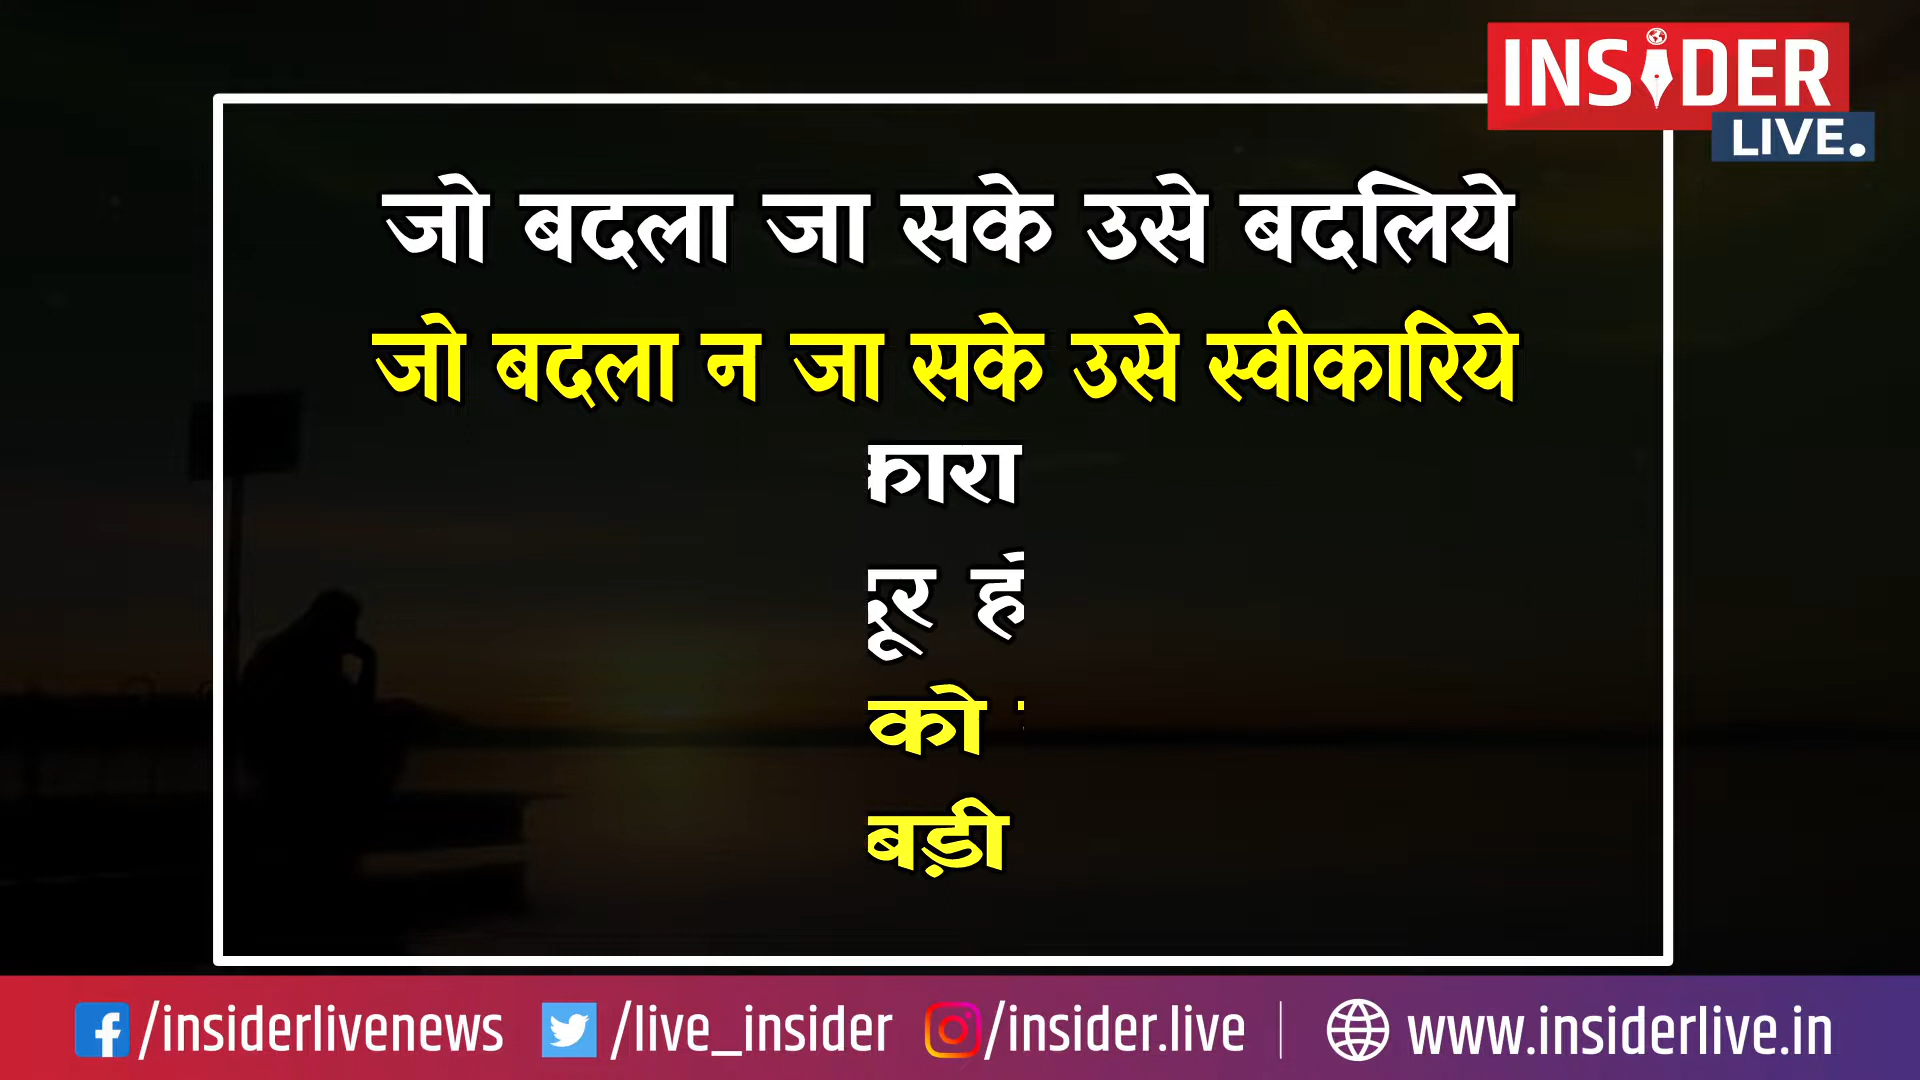 INSIDER
LIVE.
जो बदला जा सके उसे बदलिये
जो बदला न जा सके उसे स्वीकारिये
को
बड़ी
/insiderlivenews /live_insider /insider.live www.insiderlive.in